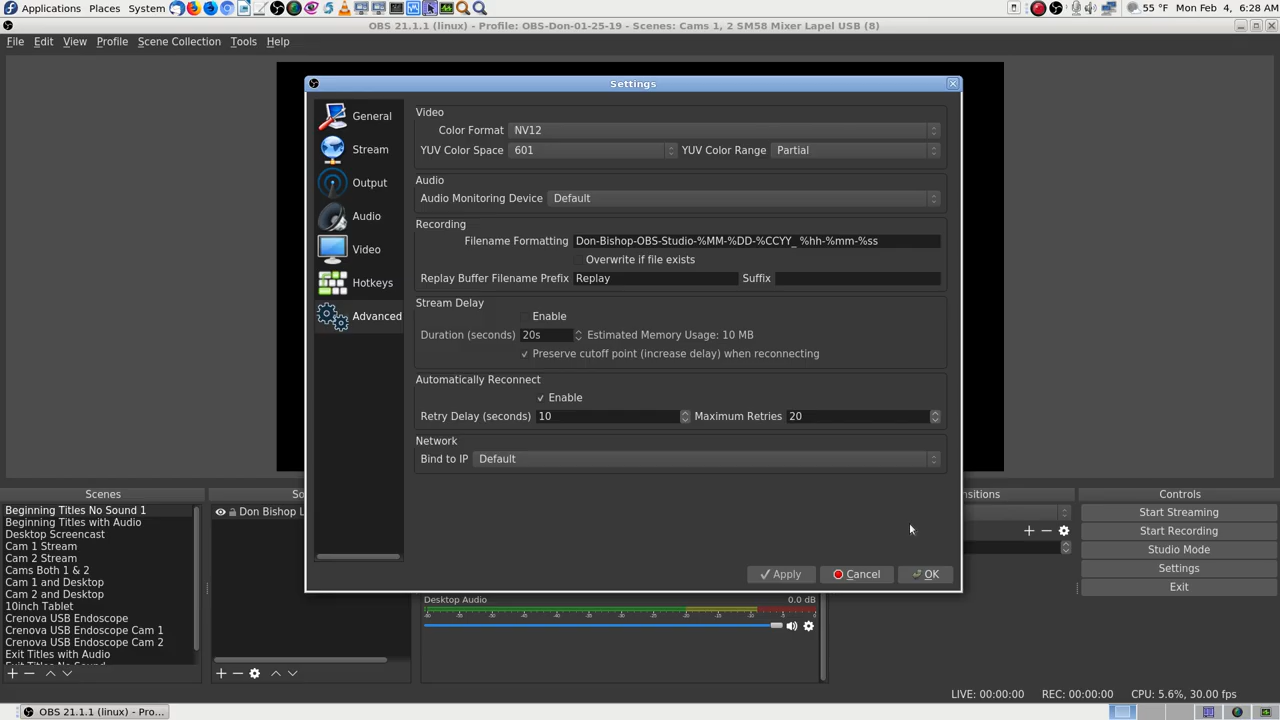 Applications Places System 55 °F Mon Feb 4, 6:28 AM
OBS 21.1.1 (linux) - Profile: OBS-Don-01-25-19 - Scenes: Cams 1, 2 SM58 Mixer Lapel USB (8)
File Edit View Profile Scene Collection Tools Help
Settings
General
Stream
Output
Audio
Video
Hotkeys
Advanced
Video
Color Format NV12
YUV Color Space 601 YUV Color Range Partial
Audio
Audio Monitoring Device Default
Recording
Filename Formatting Don-Bishop-OBS-Studio-%MM-%DD-%CCYY_ %hh-%mm-%ss
Overwrite if file exists
Replay Buffer Filename Prefix Replay Suffix
Stream Delay
Enable
Duration (seconds) 20s Estimated Memory Usage: 10 MB
Preserve cutoff point (increase delay) when reconnecting
Automatically Reconnect
Enable
Retry Delay (seconds) 10 Maximum Retries 20
Network
Bind to IP Default
Apply Cancel OK
Scenes
Beginning Titles No Sound 1
Beginning Titles with Audio
Desktop Screencast
Cam 1 Stream
Cam 2 Stream
Cams Both 1 & 2
Cam 1 and Desktop
Cam 2 and Desktop
10inch Tablet
Crenova USB Endoscope
Crenova USB Endoscope Cam 1
Crenova USB Endoscope Cam 2
Exit Titles with Audio
Exit Titles No Sound
So
Don Bishop L
Desktop Audio 0.0 dB
nsitions
Controls
Start Streaming
Start Recording
Studio Mode
Settings
Exit
LIVE: 00:00:00 REC: 00:00:00 CPU: 5.6%, 30.00 fps
OBS 21.1.1 (linux) - Pro...